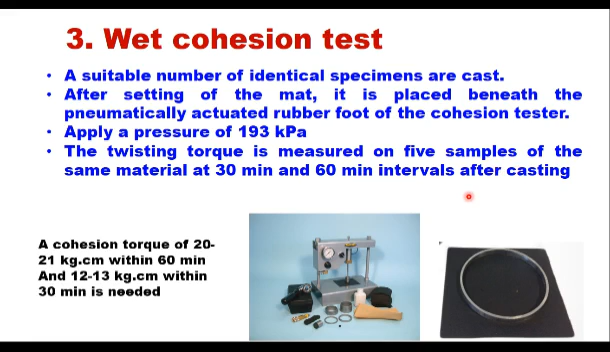 3. Wet cohesion test
• A suitable number of identical specimens are cast.
• After setting of the mat, it is placed beneath the
pneumatically actuated rubber foot of the cohesion tester.
• Apply a pressure of 193 kPa
• The twisting torque is measured on five samples of the
same material at 30 min and 60 min intervals after casting
A cohesion torque of 20-
21 kg.cm within 60 min
And 12-13 kg.cm within
30 min is needed